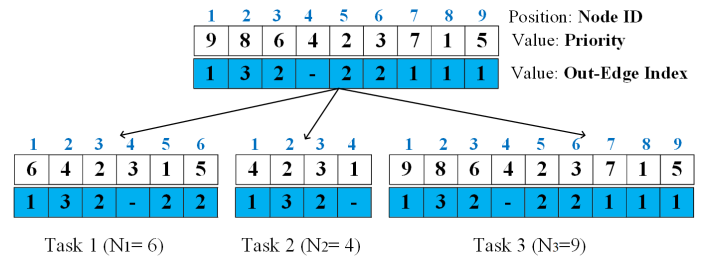 1 2 3 4 5 6 7 8 9 Position: Node ID
9 8 6 4 2 3 7 1 5 Value: Priority
1 3 2 - 2 2 1 1 1 Value: Out-Edge Index
1 2 3 4 5 6 1 2 3 4 1 2 3 4 5 6 7 8 9
6 4 2 3 1 5 4 2 3 1 9 8 6 4 2 3 7 1 5
1 3 2 - 2 2 1 3 2 - 1 3 2 - 2 2 1 1 1
Task 1 (N1= 6) Task 2 (N2= 4) Task 3 (N3=9)